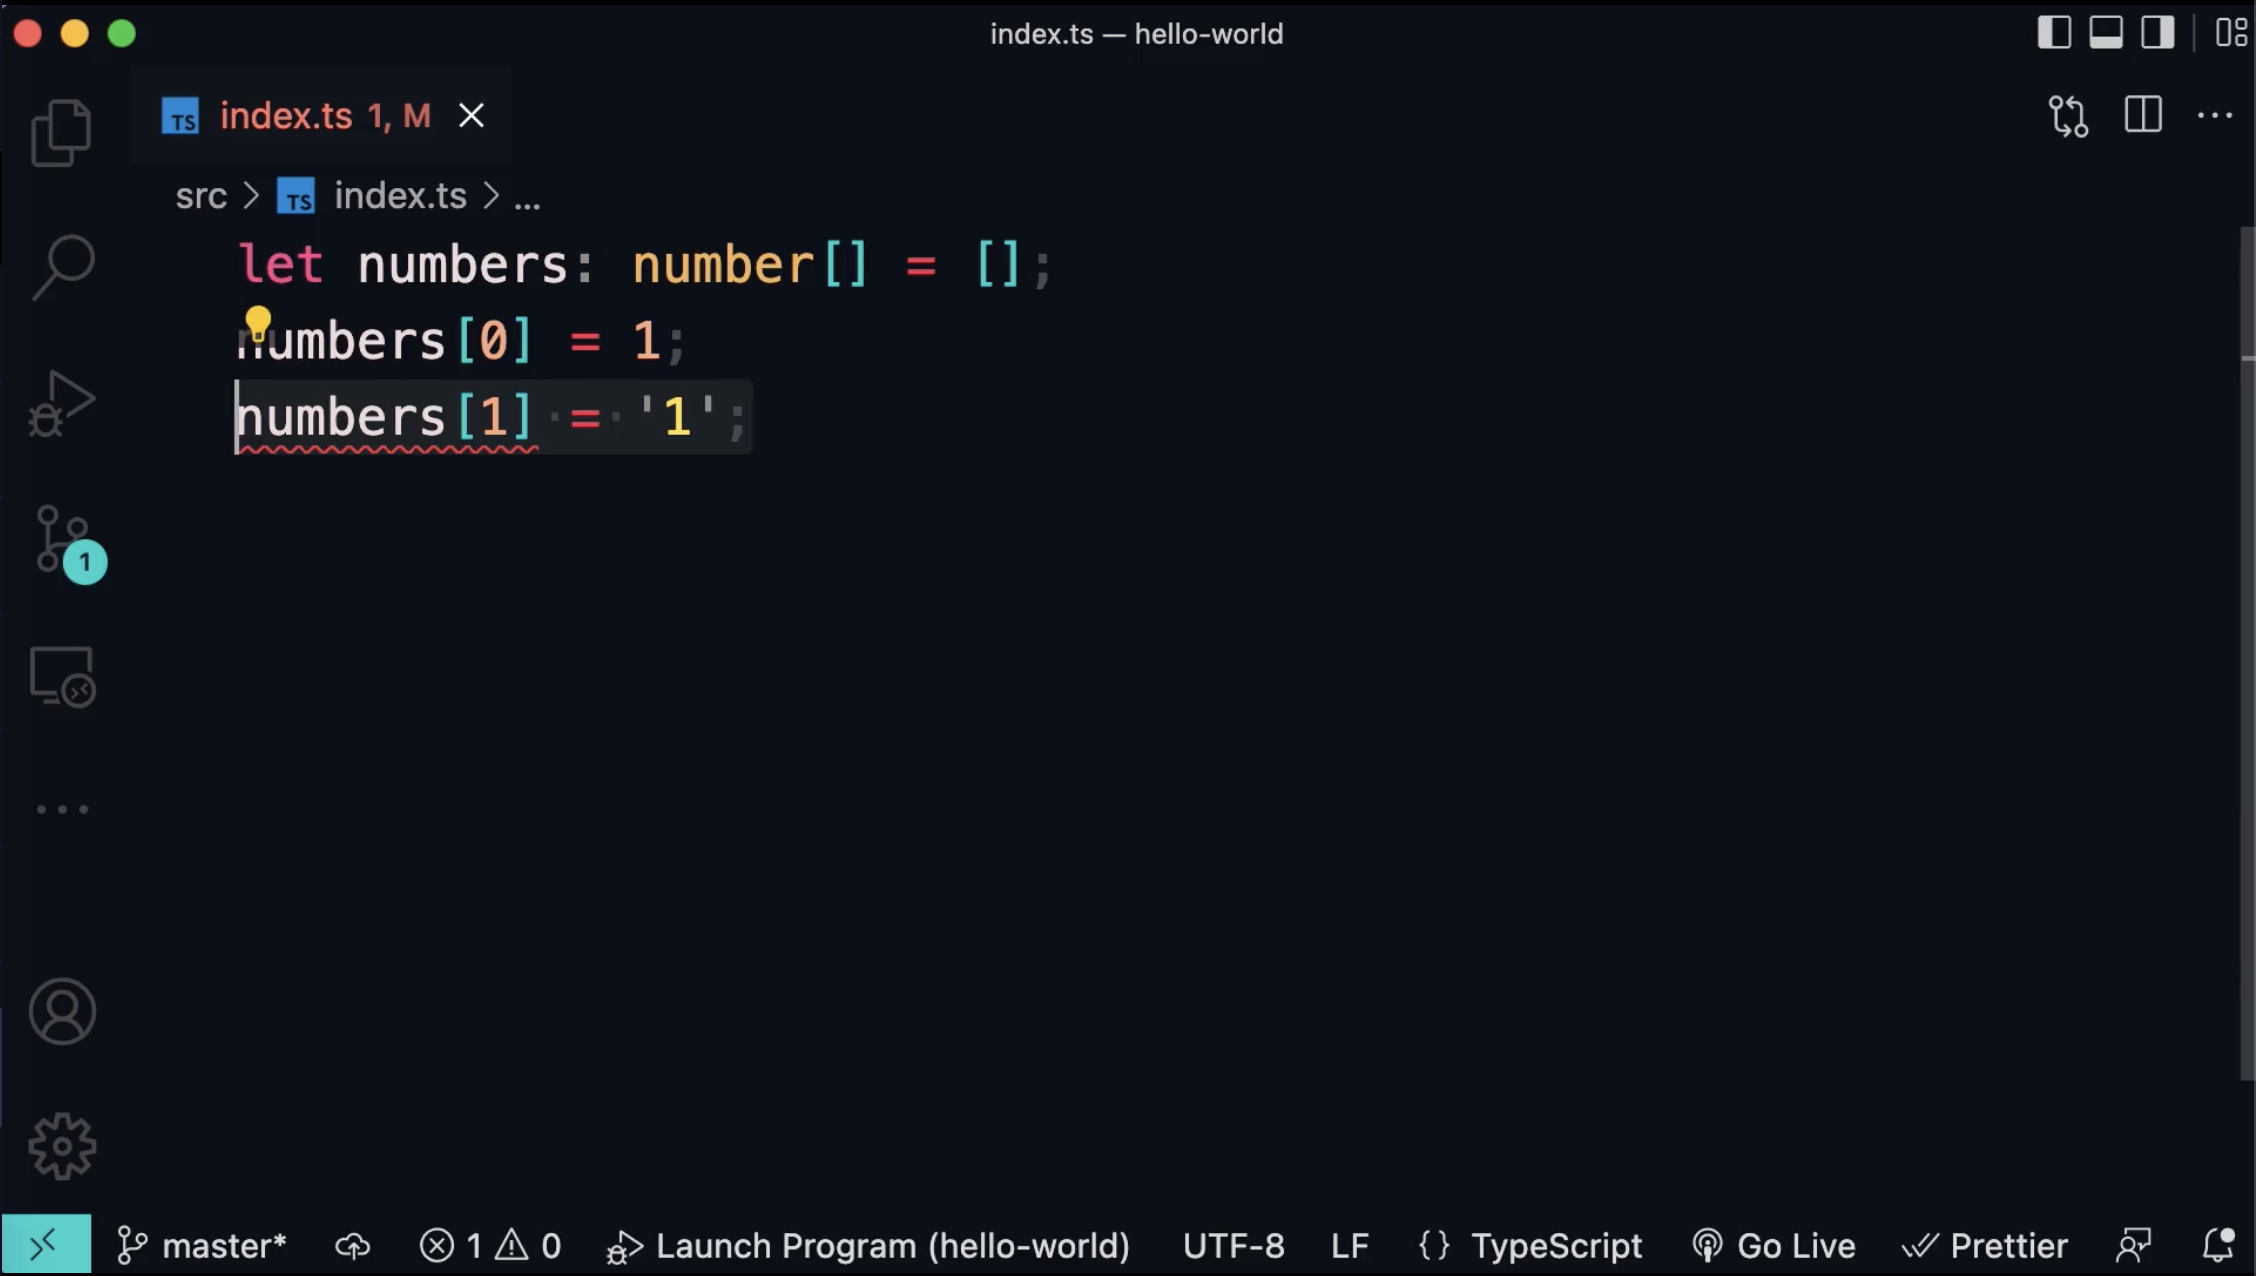 index.ts — hello-world
TS index.ts 1, M
src > TS index.ts > ...
let numbers: number[] = [];
numbers[0] = 1;
numbers[1] = '1';
1
master* 1 0 Launch Program (hello-world) UTF-8 LF {} TypeScript Go Live Prettier